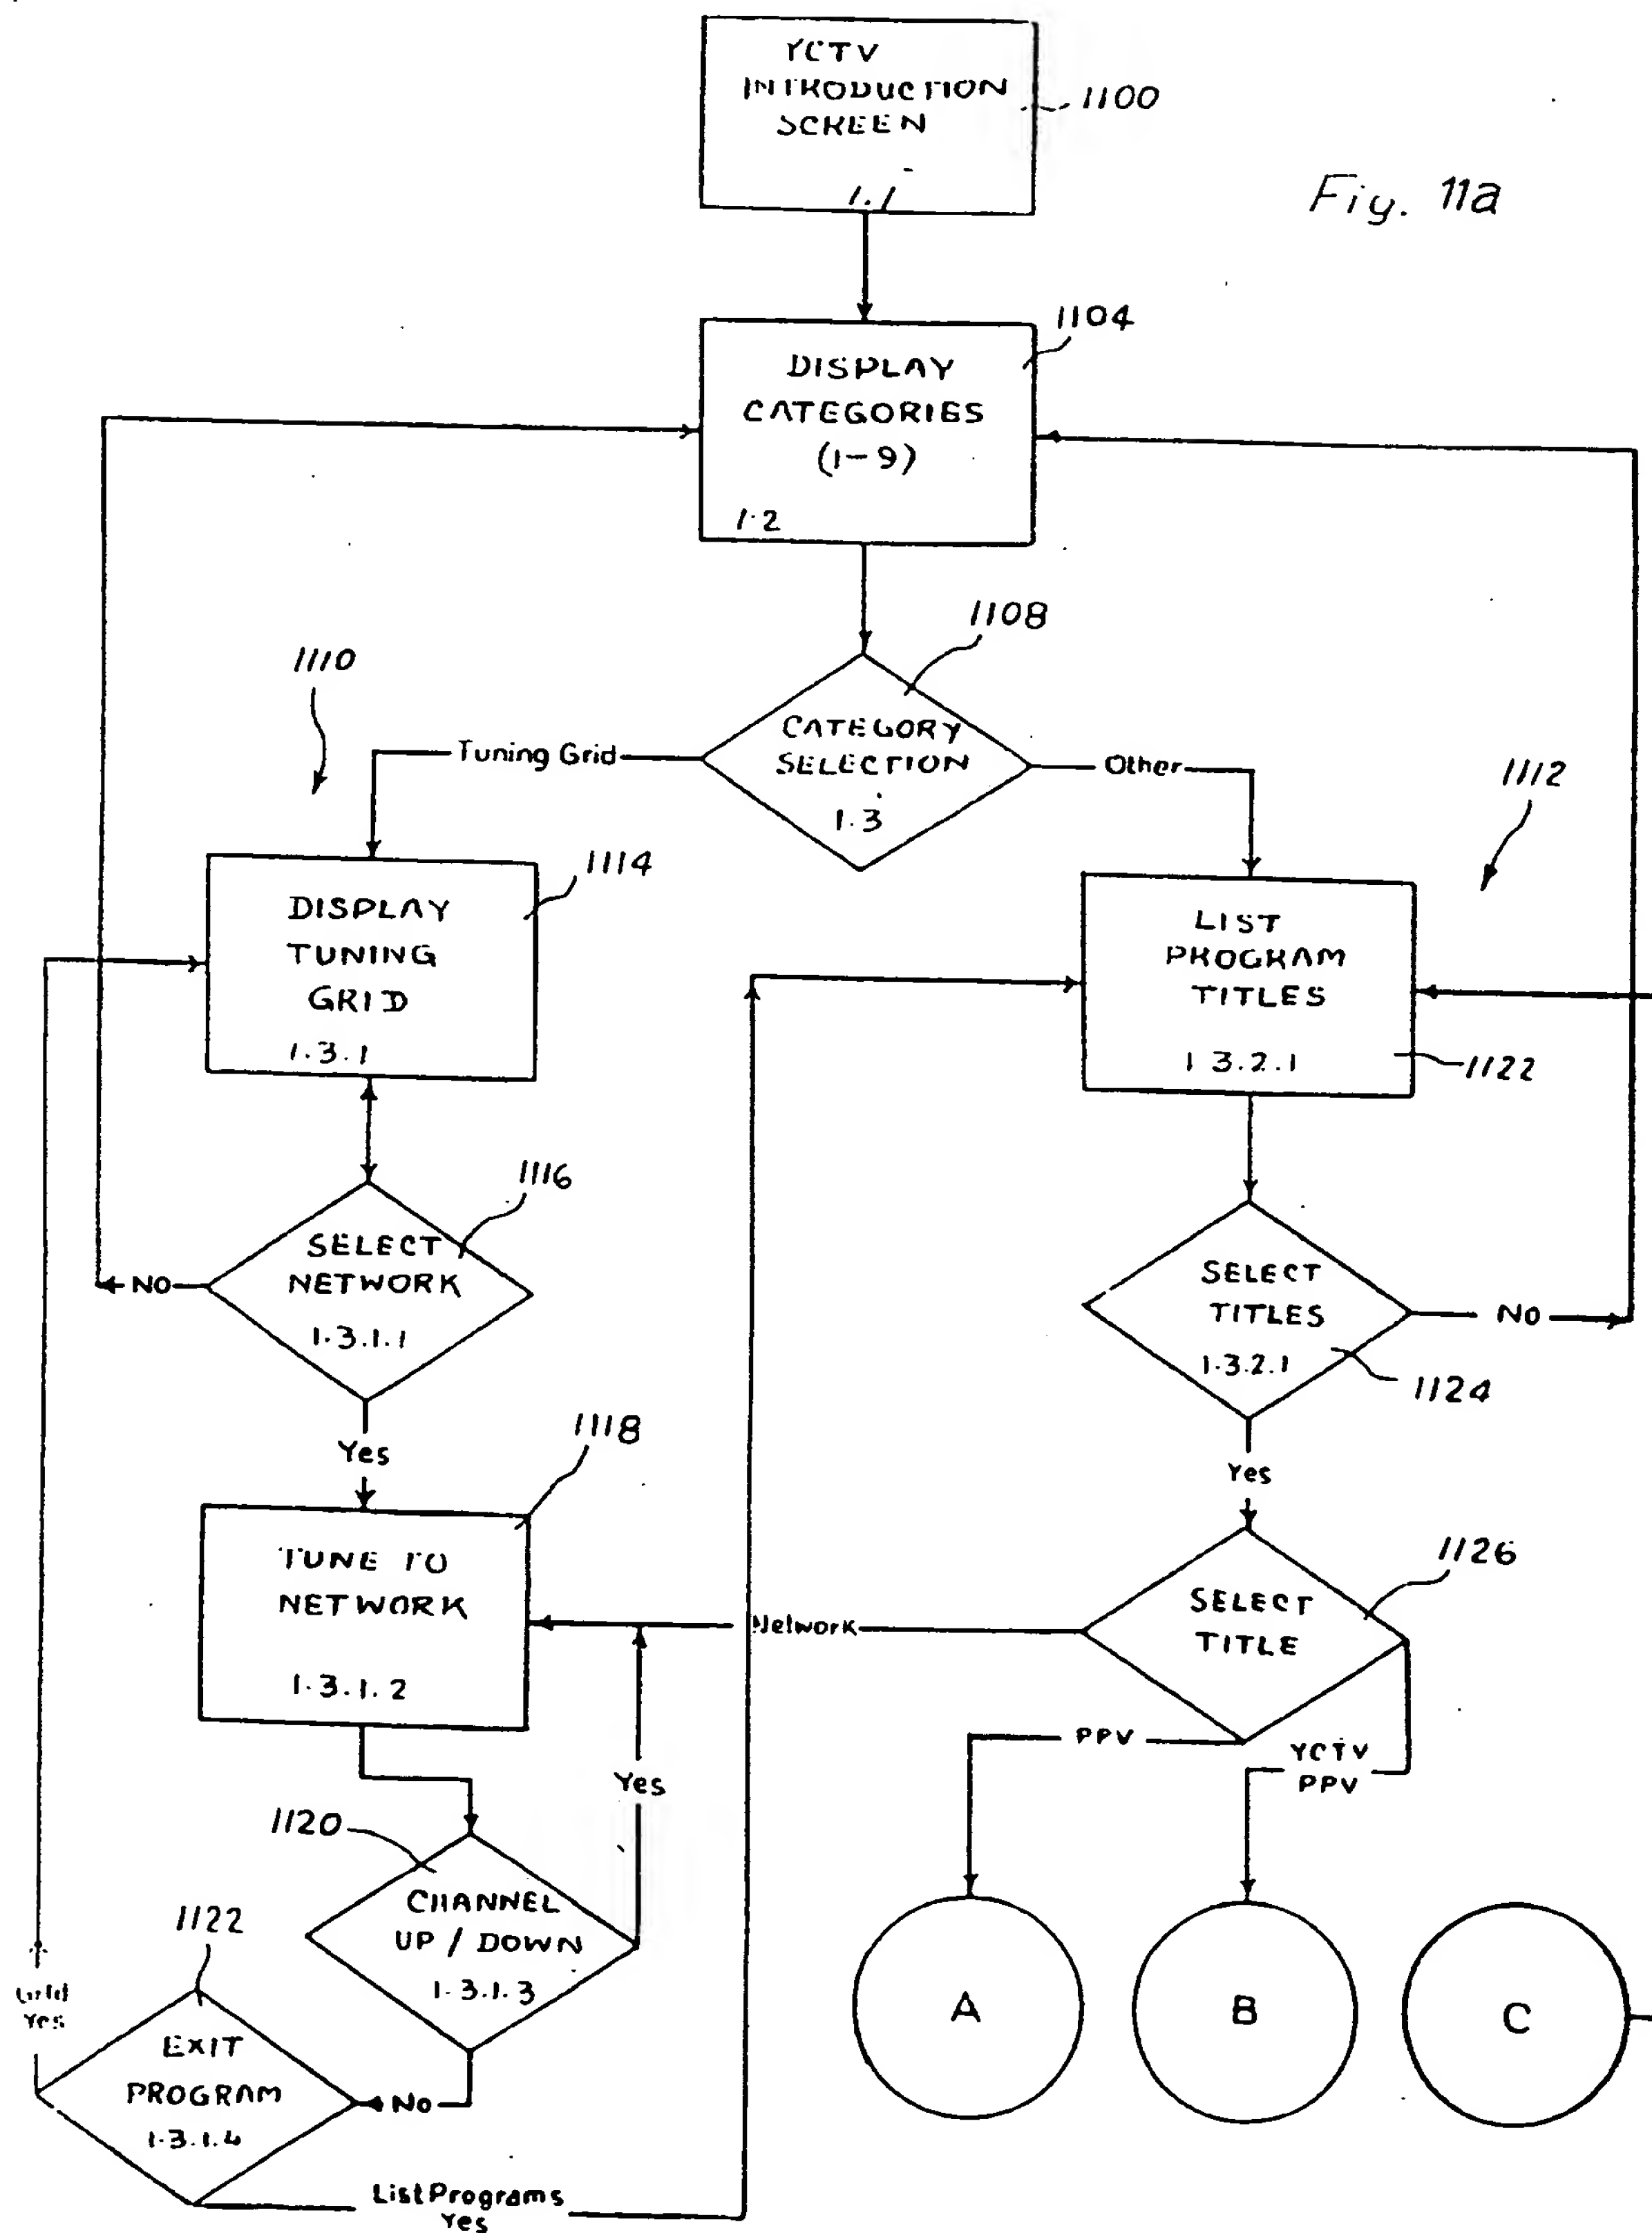 YCTV
INTRODUCTION
SCREEN
1.1
1100
Fig. 11a
1104
DISPLAY
CATEGORIES
(1-9)
1.2
1108
1110
CATEGORY
SELECTION
1.3
Tuning Grid
Other
1112
1114
DISPLAY
TUNING
GRID
1.3.1
LIST
PROGRAM
TITLES
1 3.2.1
1122
1116
SELECT
NETWORK
1.3.1.1
NO
SELECT
TITLES
1.3.2.1
NO
1124
Yes
1118
Yes
TUNE TO
NETWORK
1.3.1.2
1126
SELECT
TITLE
Network
PPV
YCTV
PPV
Yes
1120
CHANNEL
UP / DOWN
1.3.1.3
1122
Grid
Yes
EXIT
PROGRAM
1.3.1.4
No
A
B
C
List Programs
Yes